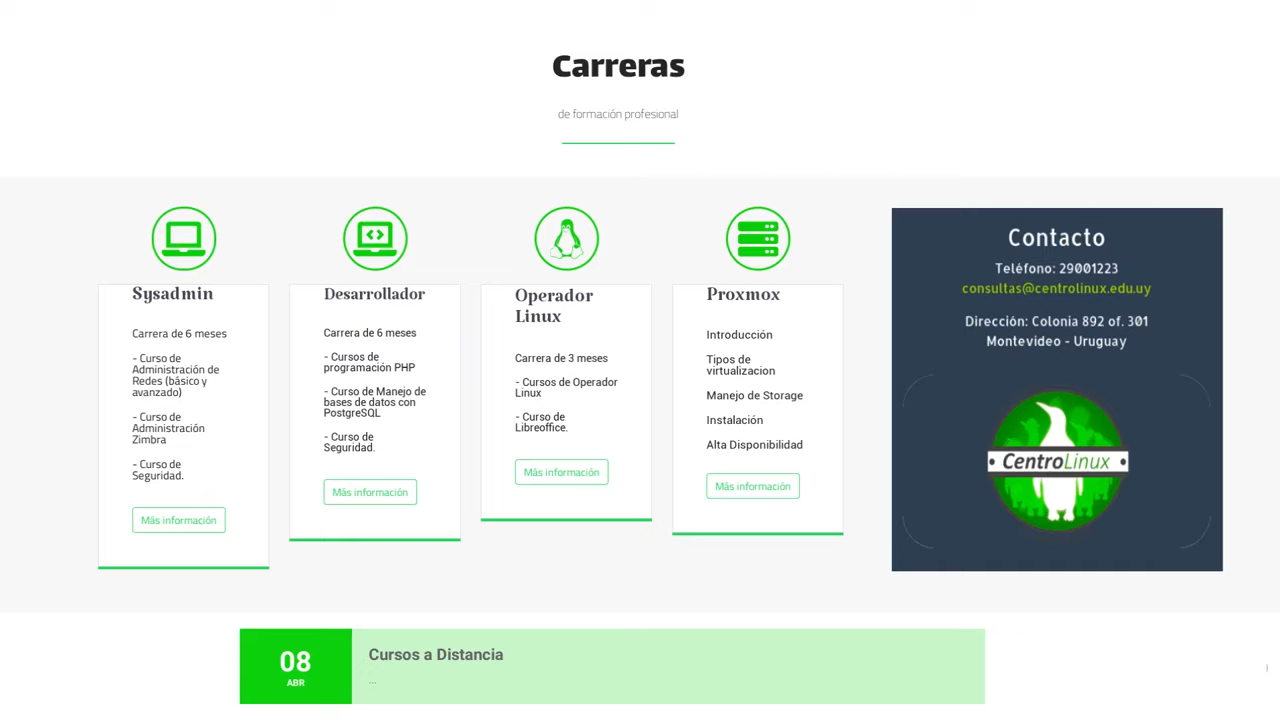 Carreras
de formación profesional
Sysadmin
Carrera de 6 meses
- Curso de
Administración de
Redes (básico y
avanzado)
- Curso de
Administración
Zimbra
- Curso de
Seguridad.
Más información
Desarrollador
Carrera de 6 meses
- Cursos de
programación PHP
- Curso de Manejo de
bases de datos con
PostgreSQL
- Curso de
Seguridad.
Más información
Operador
Linux
Carrera de 3 meses
- Cursos de Operador
Linux
- Curso de
Libreoffice.
Más información
Proxmox
Introducción
Tipos de
virtualizacion
Manejo de Storage
Instalación
Alta Disponibilidad
Más información
Contacto
Teléfono: 29001223
consultas@centrolinux.edu.uy
Dirección: Colonia 892 of. 301
Montevideo - Uruguay
• CentroLinux •
08
ABR
Cursos a Distancia
...